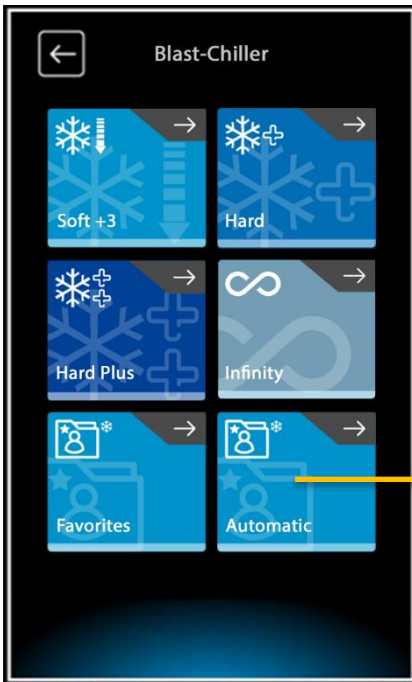 Blast-Chiller
Soft +3
Hard
Hard Plus
Infinity
Favorites
Automatic